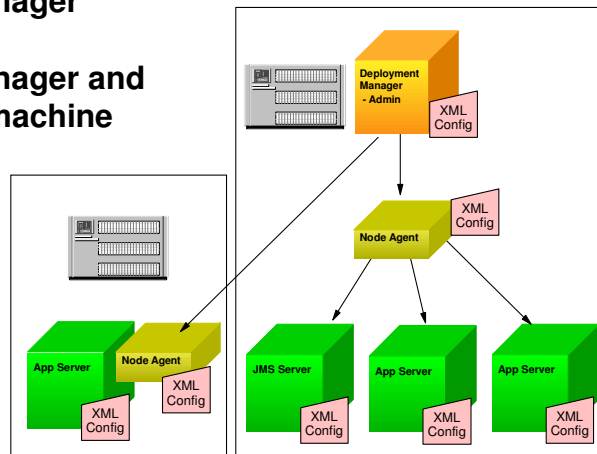 nager
nager and
machine
Deployment
Manager
- Admin
XML
Config
XML
Config
Node Agent
App Server
Node Agent
XML
Config
XML
Config
JMS Server
App Server
App Server
XML
Config
XML
Config
XML
Config